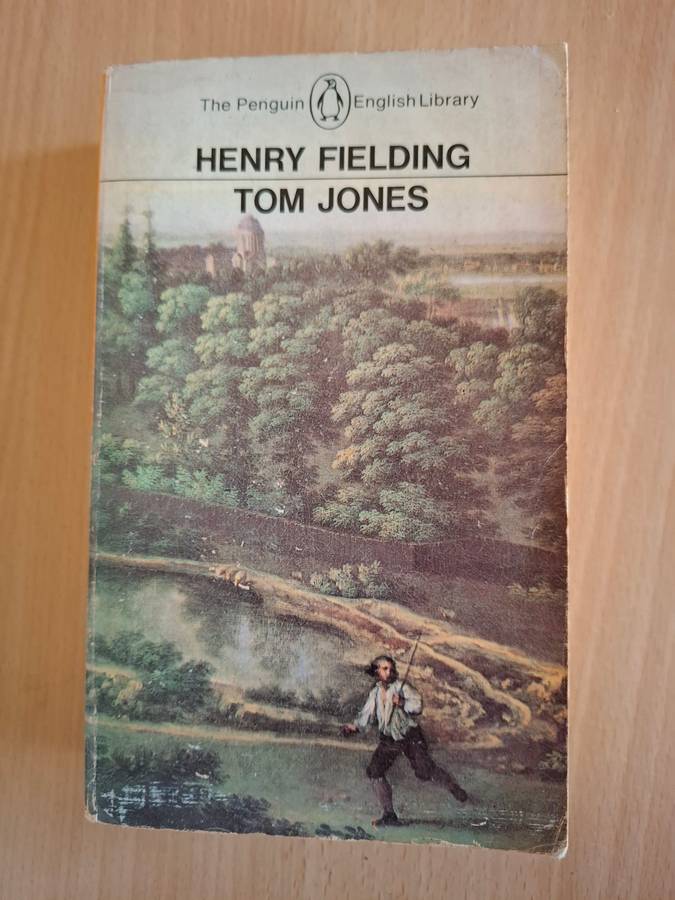 The Penguin English Library
HENRY FIELDING
TOM JONES